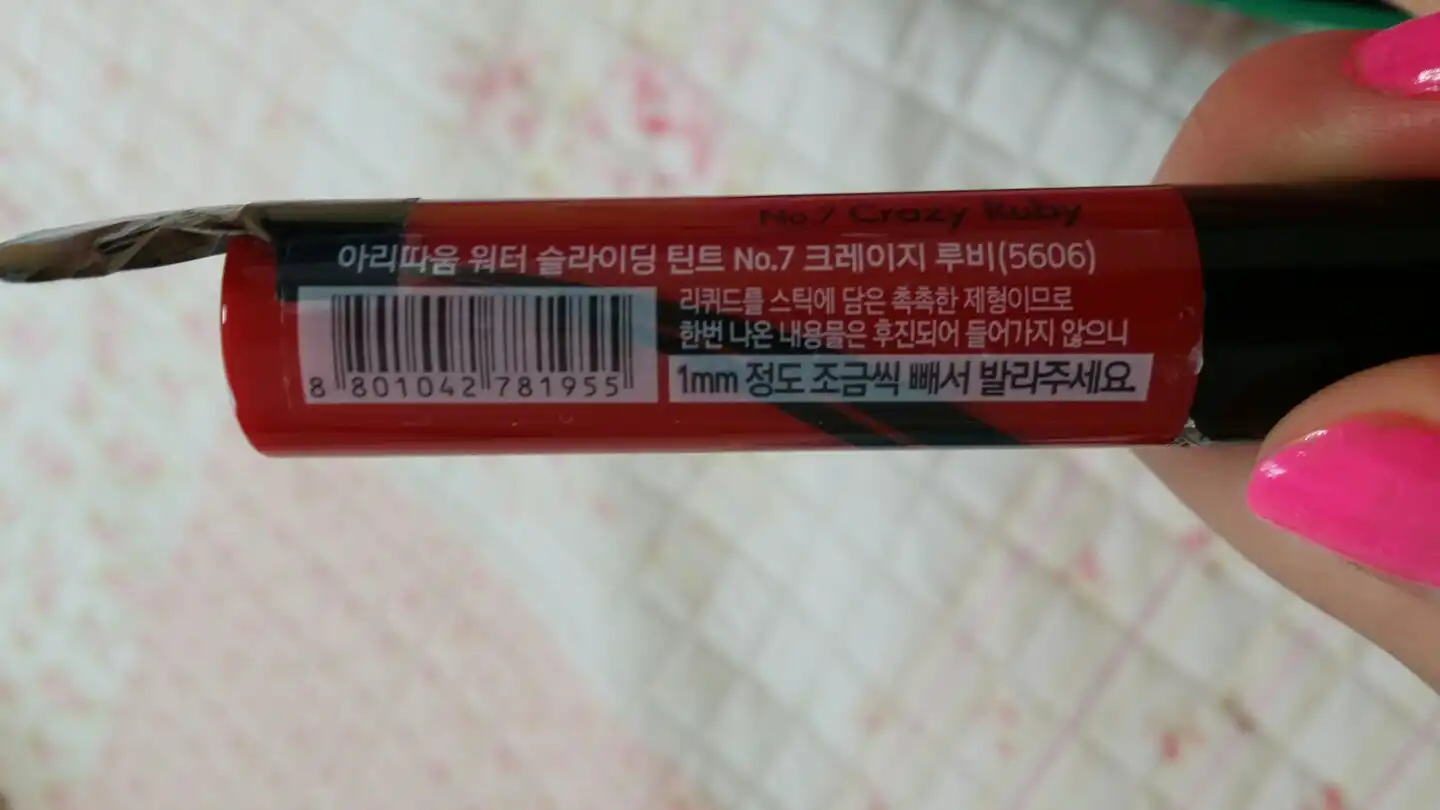 No.7 Crazy Ruby
아리따움 워터 슬라이딩 틴트 No.7 크레이지 루비(5606)
리퀴드를 스틱에 담은 촉촉한 제형이므로
한번 나온 내용물은 후진되어 들어가지 않으니
1mm 정도 조금씩 빼서 발라주세요.
8 801042 781955